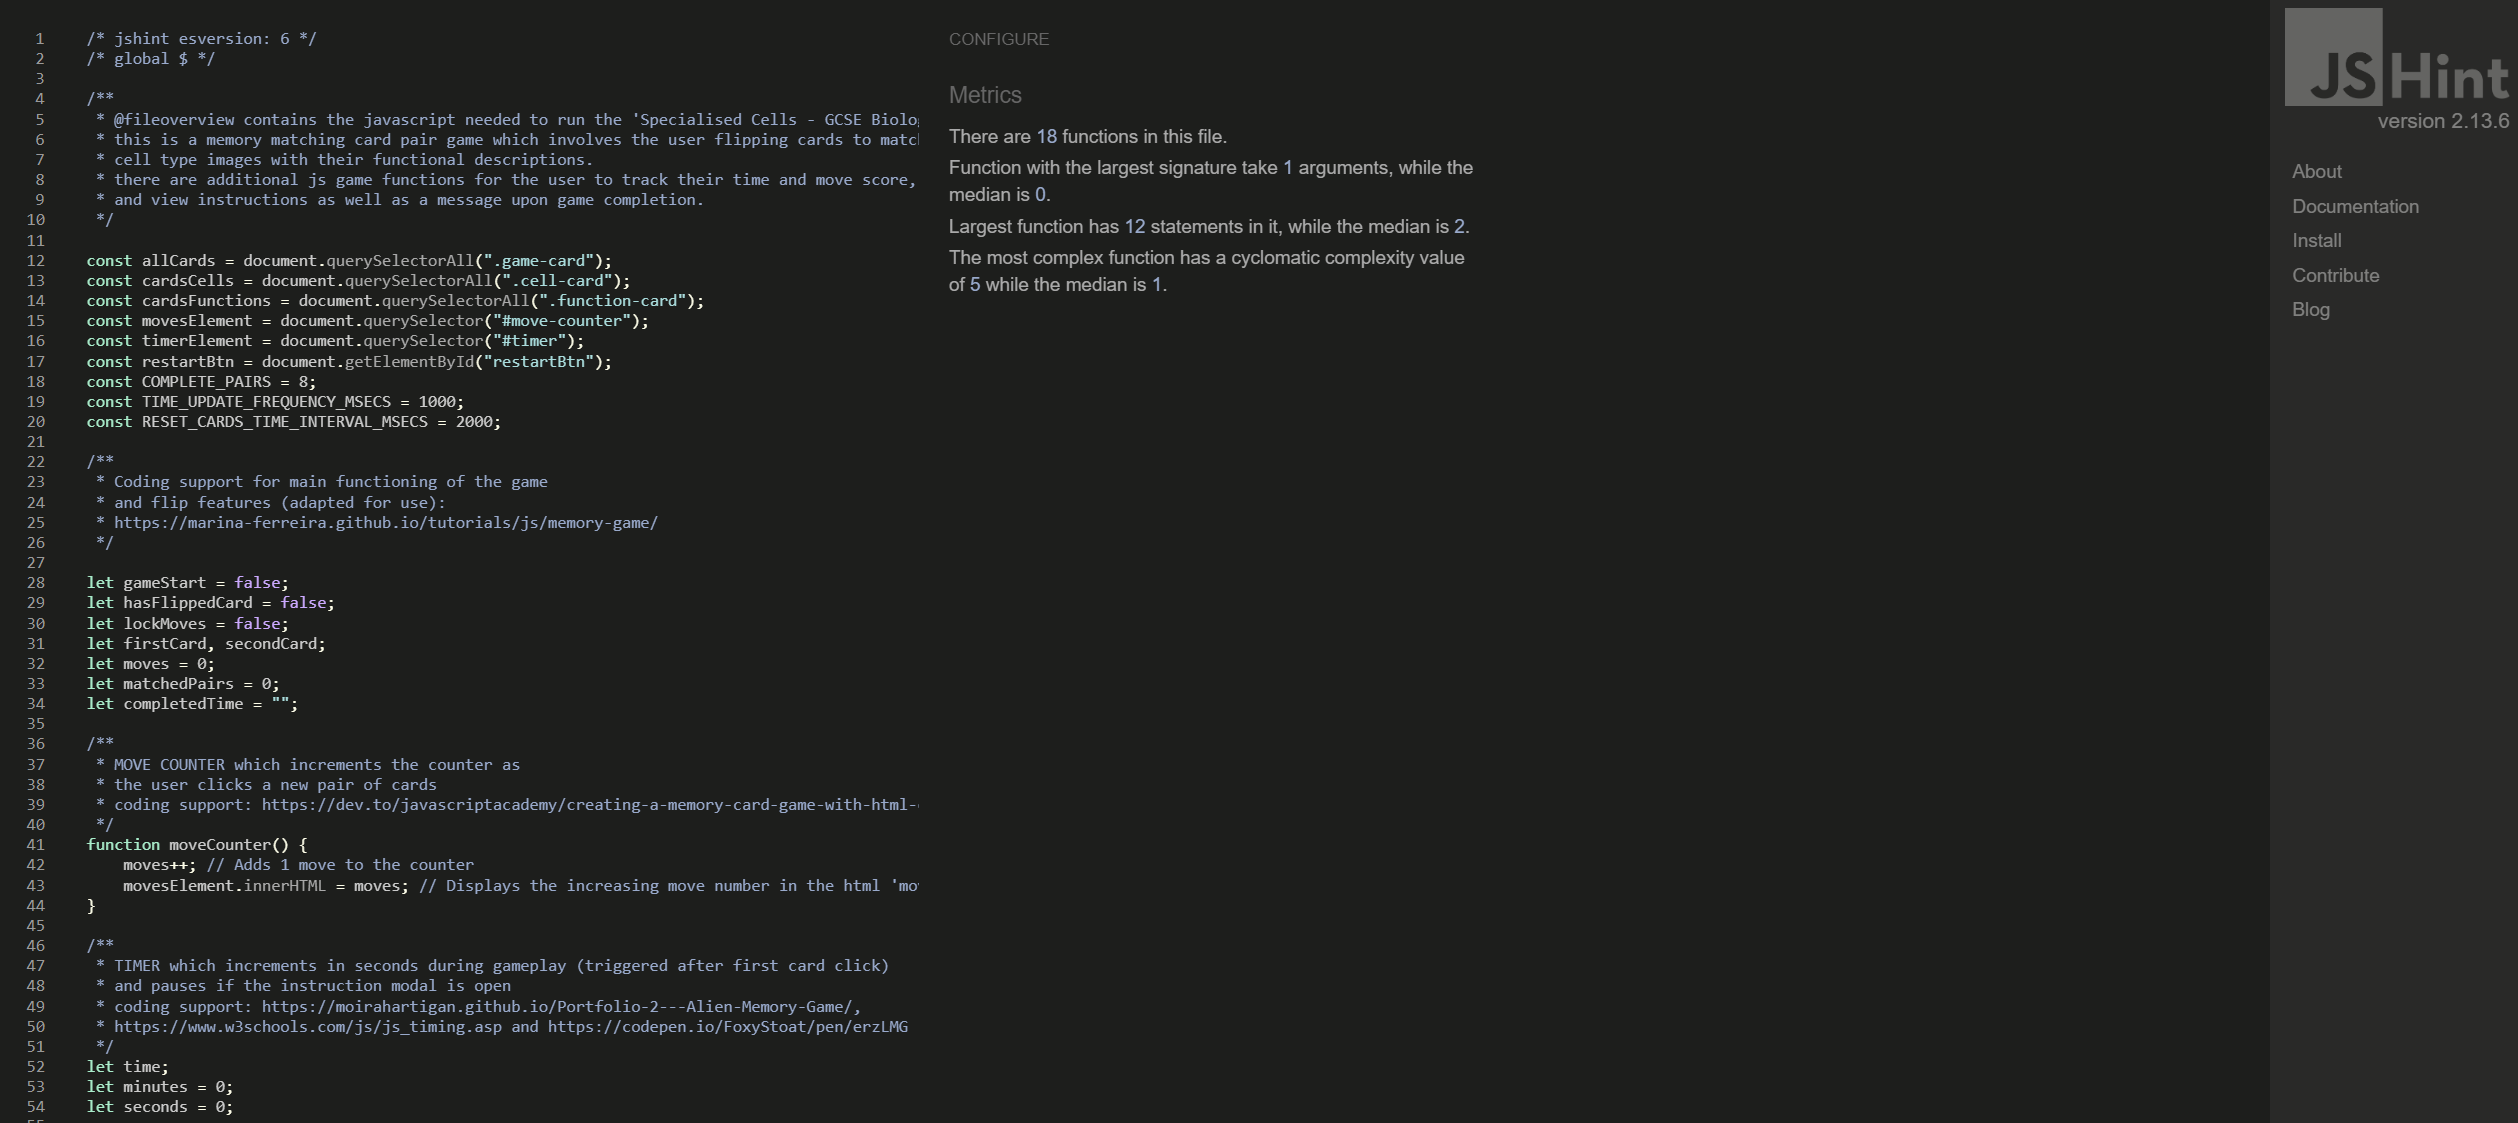 1 /* jshint esversion: 6 */
2 /* global $ */
3
4 /**
5 * @fileoverview contains the javascript needed to run the 'Specialised Cells - GCSE
6 * this is a memory matching card pair game which involves the user flipping cards to
7 * cell type images with their functional descriptions.
8 * there are additional js game functions for the user to track their time and move score,
9 * and view instructions as well as a message upon game completion.
10 */
11
12 const allCards = document.querySelectorAll(".game-card");
13 const cardsCells = document.querySelectorAll(".cell-card");
14 const cardsFunctions = document.querySelectorAll(".function-card");
15 const movesElement = document.querySelector("#move-counter");
16 const timerElement = document.querySelector("#timer");
17 const restartBtn = document.getElementById("restartBtn");
18 const COMPLETE_PAIRS = 8;
19 const TIME_UPDATE_FREQUENCY_MSECS = 1000;
20 const RESET_CARDS_TIME_INTERVAL_MSECS = 2000;
21
22 /**
23 * Coding support for main functioning of the game
24 * and flip features (adapted for use):
25 * https://marina-ferreira.github.io/tutorials/js/memory-game/
26 */
27
28 let gameStart = false;
29 let hasFlippedCard = false;
30 let lockMoves = false;
31 let firstCard, secondCard;
32 let moves = 0;
33 let matchedPairs = 0;
34 let completedTime = "";
35
36 /**
37 * MOVE COUNTER which increments the counter as
38 * the user clicks a new pair of cards
39 * coding support: https://dev.to/javascriptacademy/creating-a-memory-card-game-with-html-
40 */
41 function moveCounter() {
42 moves++; // Adds 1 move to the counter
43 movesElement.innerHTML = moves; // Displays the increasing move number in the html
44 }
45
46 /**
47 * TIMER which increments in seconds during gameplay (triggered after first card click)
48 * and pauses if the instruction modal is open
49 * coding support: https://moirahartigan.github.io/Portfolio-2---Alien-Memory-Game/,
50 * https://www.w3schools.com/js/js_timing.asp and https://codepen.io/FoxyStoat/pen/erzLMG
51 */
52 let time;
53 let minutes = 0;
54 let seconds = 0;
CONFIGURE
Metrics
There are 18 functions in this file.
Function with the largest signature take 1 arguments, while the
median is 0.
Largest function has 12 statements in it, while the median is 2.
The most complex function has a cyclomatic complexity value
of 5 while the median is 1.
JSHint
version 2.13.6
About
Documentation
Install
Contribute
Blog